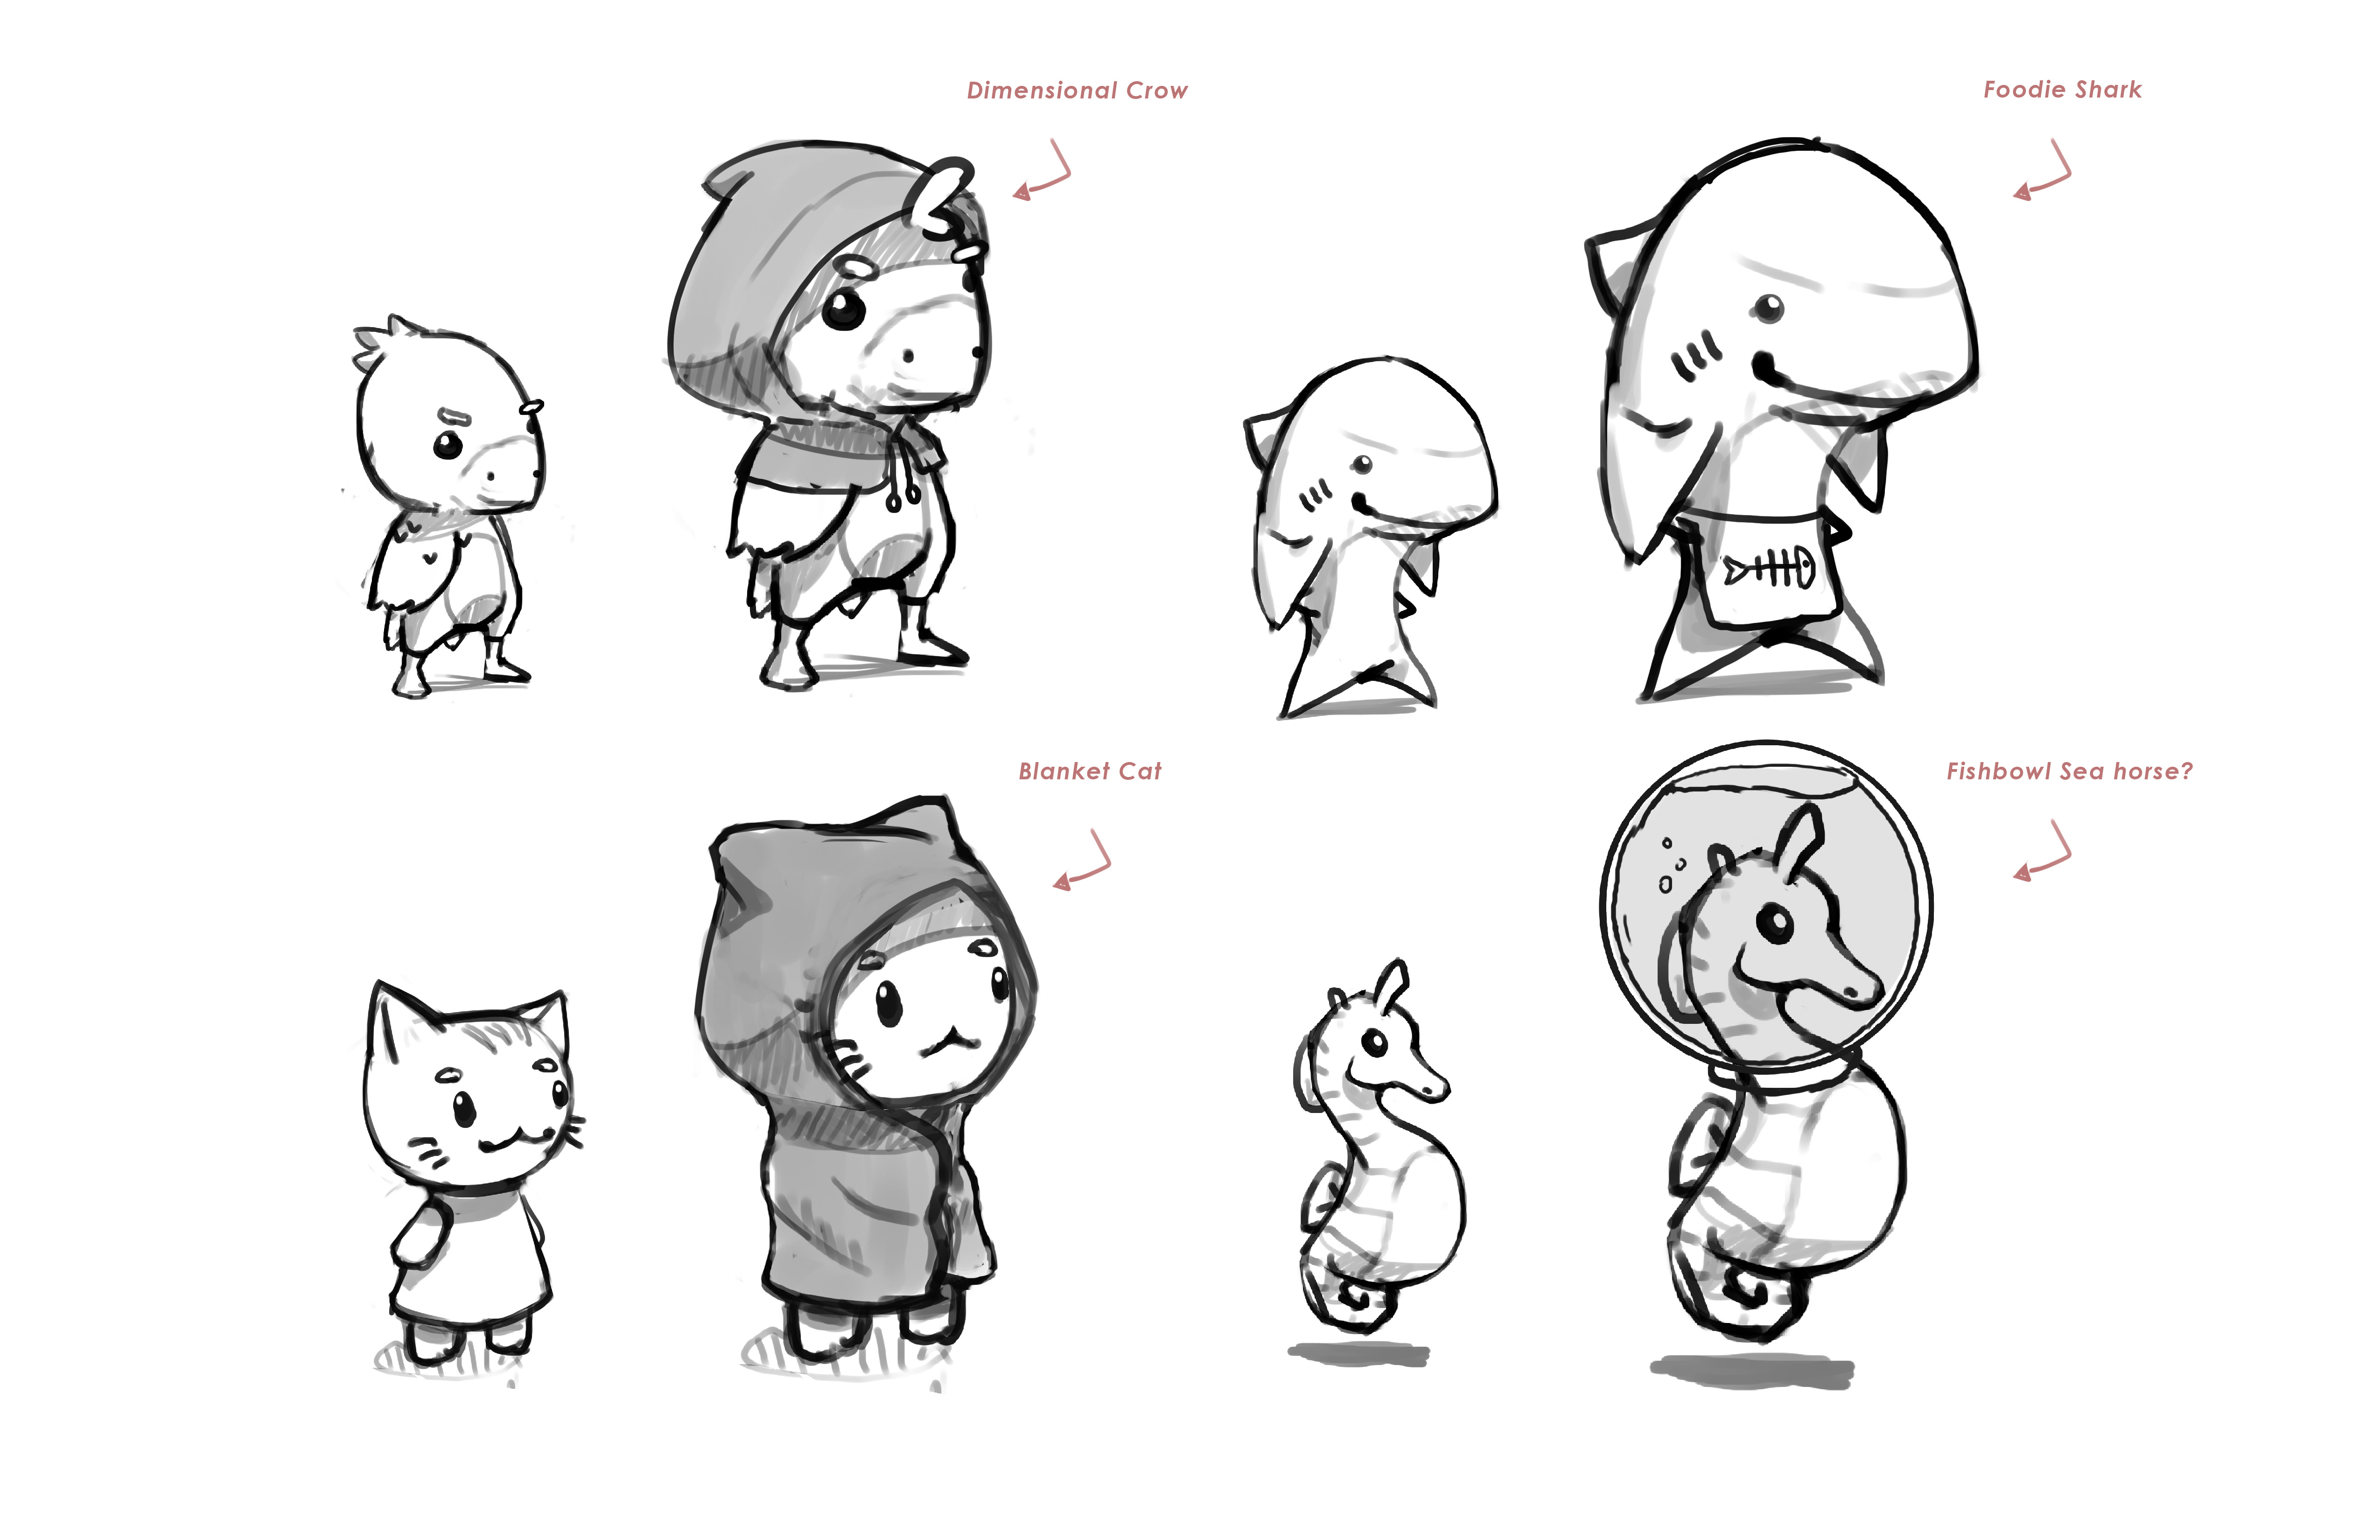 Dimensional Crow
Foodie Shark
Blanket Cat
Fishbowl Sea horse?